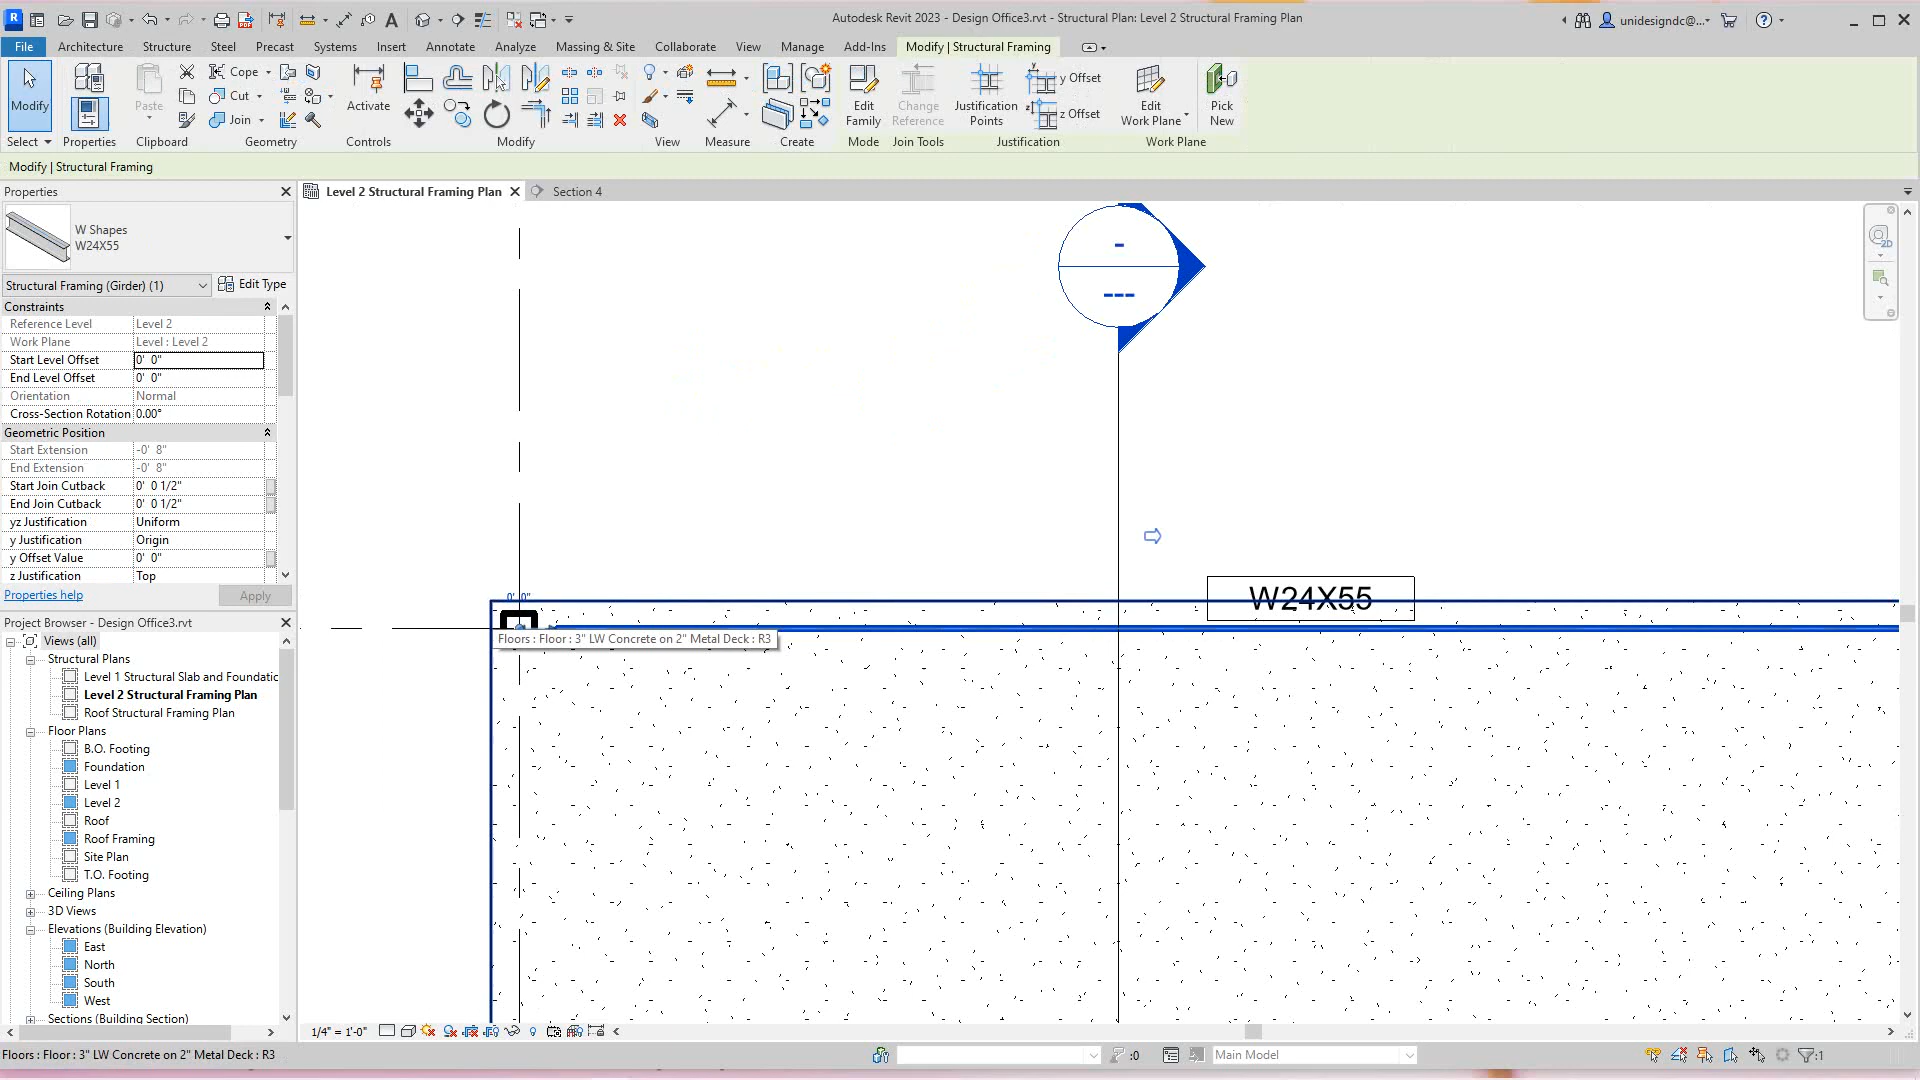 Autodesk Revit 2023 - Design Office3.rvt - Structural Plan: Level 2 Structural Framing Plan
unidesigndc@...
File Architecture Structure Steel Precast Systems Insert Annotate Analyze Massing & Site Collaborate View Manage Add-Ins Modify | Structural Framing
Modify
Paste
Cope
Cut
Join
Activate
Edit Family
Change Reference
Justification Points
y Offset
z Offset
Edit Work Plane
Pick New
Select Properties Clipboard Geometry Controls Modify View Measure Create Mode Join Tools Justification Work Plane
Modify | Structural Framing
Properties
Level 2 Structural Framing Plan
Section 4
W Shapes
W24X55
Structural Framing (Girder) (1)
Edit Type
Constraints
Reference Level Level 2
Work Plane Level : Level 2
Start Level Offset 0' 0"
End Level Offset 0' 0"
Orientation Normal
Cross-Section Rotation 0.00°
Geometric Position
Start Extension -0' 8"
End Extension -0' 8"
Start Join Cutback 0' 0 1/2"
End Join Cutback 0' 0 1/2"
yz Justification Uniform
y Justification Origin
y Offset Value 0' 0"
z Justification Top
Properties help
Apply
Project Browser - Design Office3.rvt
Views (all)
Structural Plans
Level 1 Structural Slab and Foundatic
Level 2 Structural Framing Plan
Roof Structural Framing Plan
Floor Plans
B.O. Footing
Foundation
Level 1
Level 2
Roof
Roof Framing
Site Plan
T.O. Footing
Ceiling Plans
3D Views
Elevations (Building Elevation)
East
North
South
West
Sections (Building Section)
2D
-
---
W24X55
0' 0"
Floors : Floor : 3" LW Concrete on 2" Metal Deck : R3
1/4" = 1'-0"
Floors : Floor : 3" LW Concrete on 2" Metal Deck : R3
:0
Main Model
:1